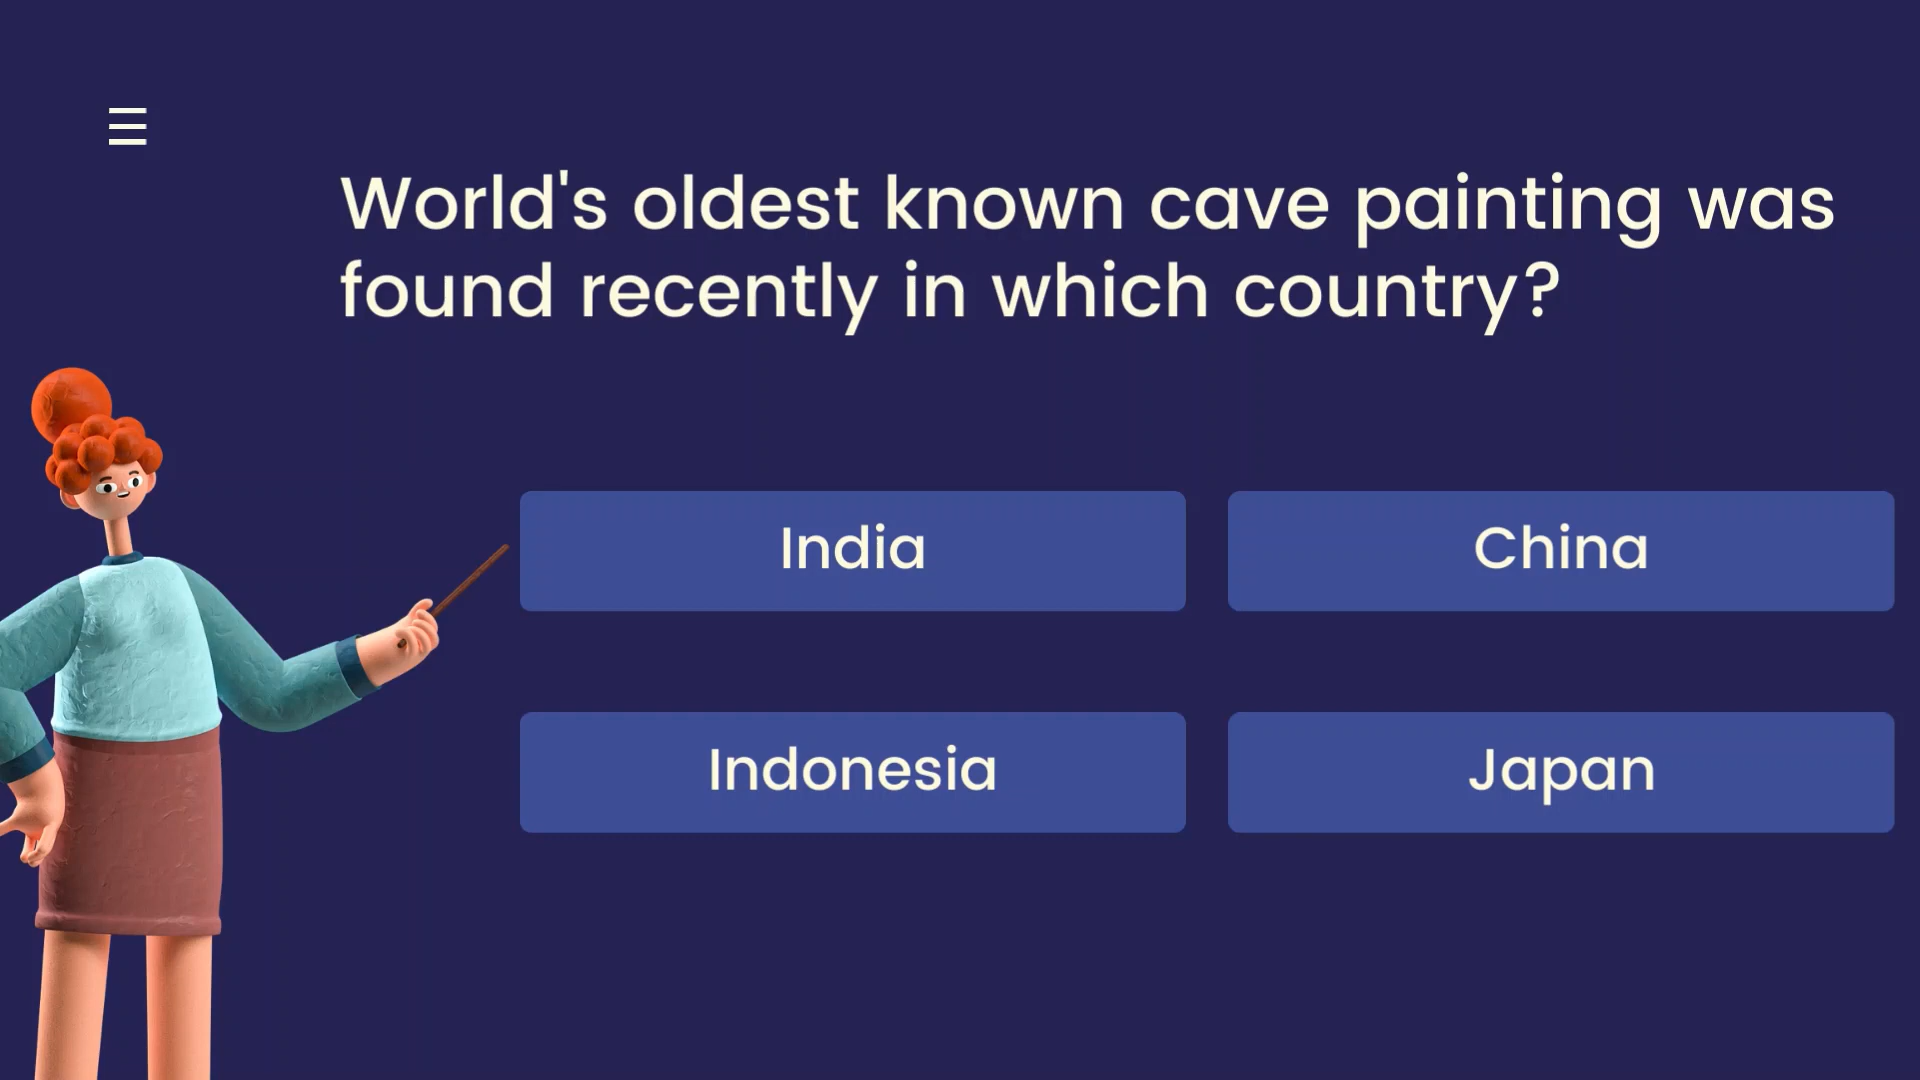 World's oldest known cave painting was
found recently in which country?
India
China
Indonesia
Japan